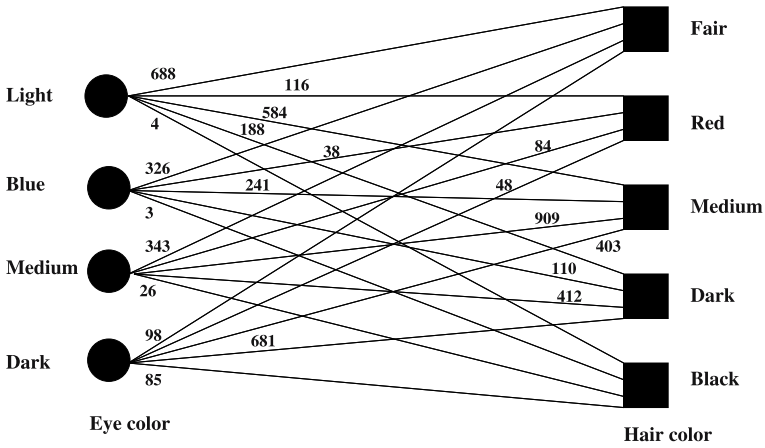 Fair
688
Light
116
584
4
188
Red
84
38
326
Blue
241
48
3
Medium
909
343
403
Medium
110
26
412
Dark
98
681
Dark
85
Black
Eye color
Hair color